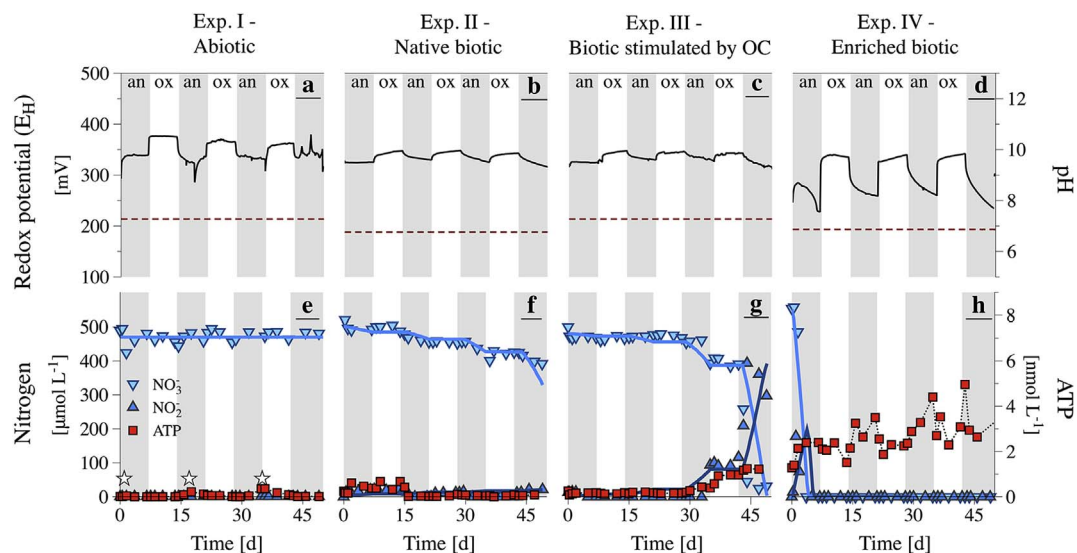 Exp. I -
Abiotic
Exp. II -
Native biotic
Exp. III -
Biotic stimulated by OC
Exp. IV -
Enriched biotic
an ox an ox an ox a
an ox an ox an ox b
an ox an ox an ox c
an ox an ox an ox d
Redox potential (E_H)
[mV]
500
400
300
200
100
pH
12
10
8
6
e
f
g
h
Nitrogen
[μmol L-1]
500
400
300
200
100
0
NO3-
NO2-
ATP
ATP
[nmol L-1]
8
6
4
2
0
0 15 30 45
0 15 30 45
0 15 30 45
0 15 30 45
Time [d]
Time [d]
Time [d]
Time [d]